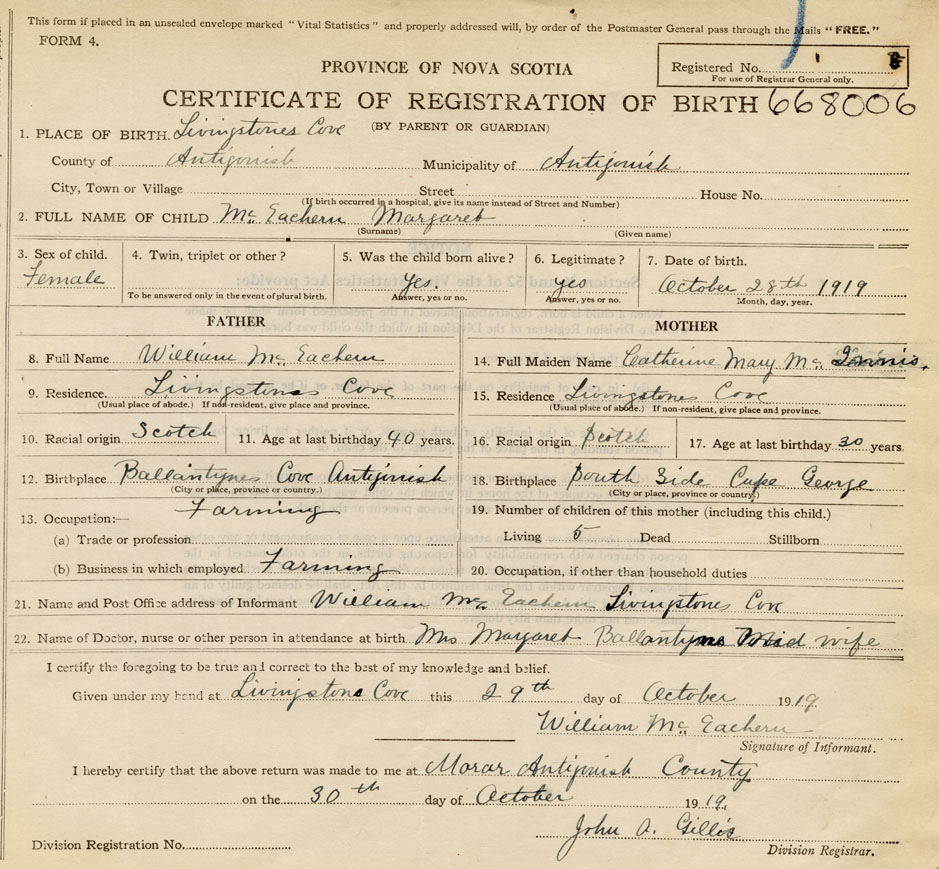 This form if placed in an unsealed envelope marked "Vital Statistics" and properly addressed will, by order of the Postmaster General pass through the Mails "FREE."
FORM 4.
Registered No.
For use of Registrar General only.
PROVINCE OF NOVA SCOTIA
CERTIFICATE OF REGISTRATION OF BIRTH 668006
(BY PARENT OR GUARDIAN)
1. PLACE OF BIRTH. Livingstones Cove
County of Antigonish Municipality of Antigonish
City, Town or Village Street House No.
(If birth occurred in a hospital, give its name instead of Street and Number)
2. FULL NAME OF CHILD Mc Eachern Margaret
(Surname) (Given name)
3. Sex of child. 4. Twin, triplet or other? 5. Was the child born alive? 6. Legitimate? 7. Date of birth.
Female yes. yes October 28th 1919
To be answered only in the event of plural birth. Answer, yes or no. Answer, yes or no. Month, day, year.
FATHER
8. Full Name William Mc Eachern
9. Residence. Livingstones Cove
(Usual place of abode.) If non-resident, give place and province.
10. Racial origin Scotch 11. Age at last birthday 40 years.
12. Birthplace Ballantynes Cove Antigonish
(City or place, province or country.)
13. Occupation:— Farming
(a) Trade or profession
(b) Business in which employed Farming
MOTHER
14. Full Maiden Name Catherine Mary Mc Innis.
15. Residence Livingstones Cove
(Usual place of abode.) If non-resident, give place and province.
16. Racial origin Scotch 17. Age at last birthday 30 years.
18. Birthplace South Side Cape George
(City or place, province or country.)
19. Number of children of this mother (including this child.)
Living 5 Dead Stillborn
20. Occupation, if other than household duties
21. Name and Post Office address of Informant William Mc Eachern Livingstones Cove
22. Name of Doctor, nurse or other person in attendance at birth Mrs Margaret Ballantyne Mid wife
I certify the foregoing to be true and correct to the best of my knowledge and belief.
Given under my hand at Livingstons Cove this 29th day of October 1919.
William Mc Eachern
Signature of Informant.
I hereby certify that the above return was made to me at Morar Antigonish County
on the 30th day of October 1919.
John A. Gillis
Division Registration No. Division Registrar.